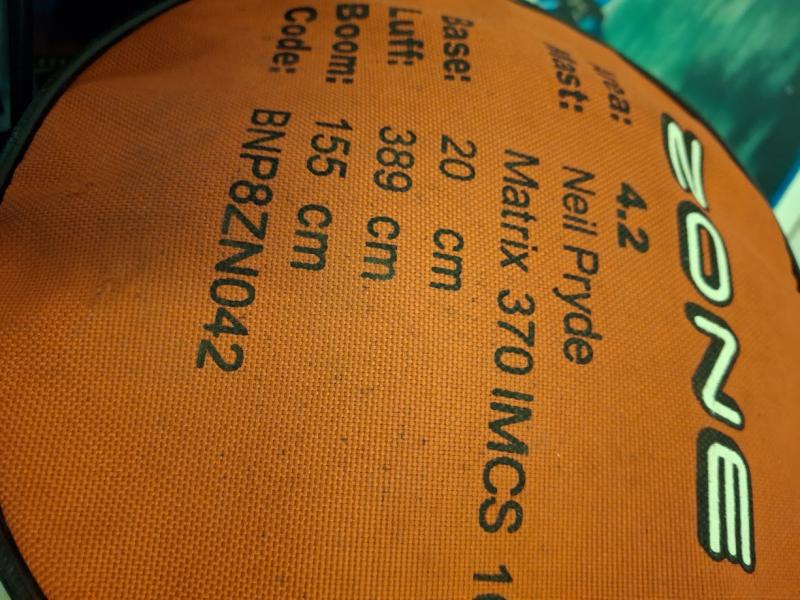 ZONE
Area: 4.2
Mast: Neil Pryde
Matrix 370 IMCS
Base: 20 cm
Luff: 389 cm
Boom: 155 cm
Code: BNP8ZN042